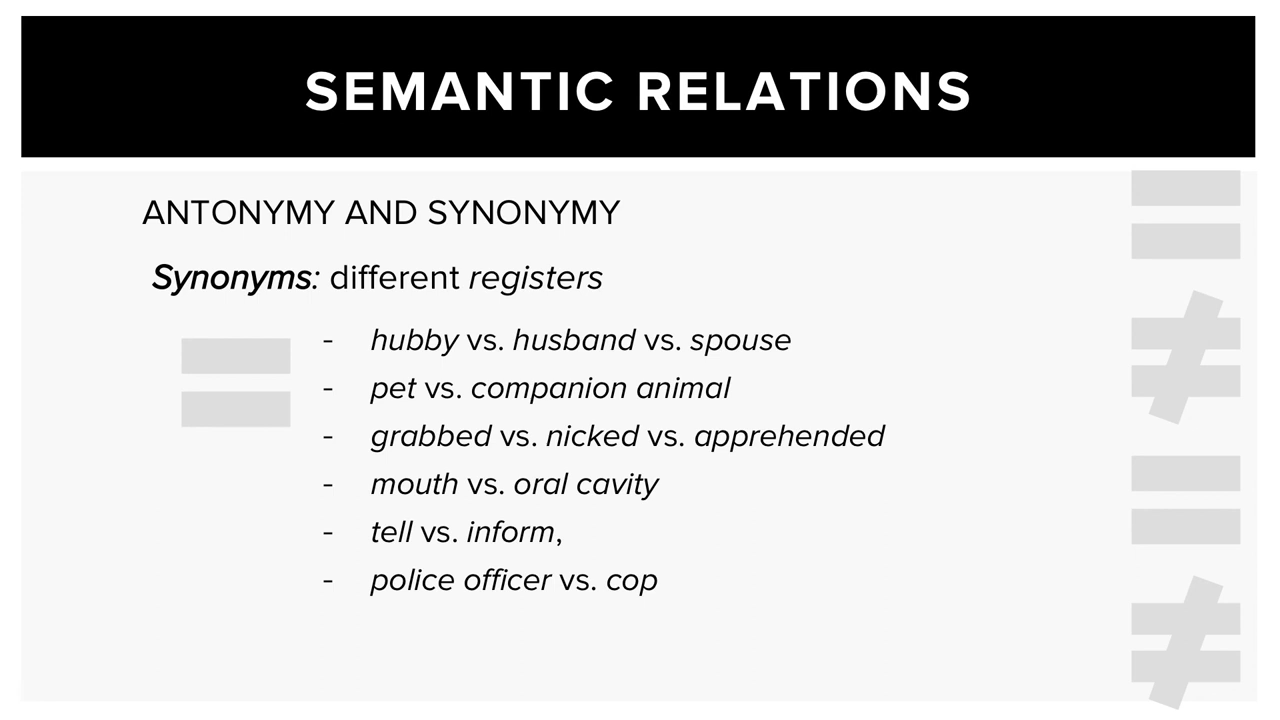 SEMANTIC RELATIONS
ANTONYMY AND SYNONYMY
Synonyms: different registers
- hubby vs. husband vs. spouse
- pet vs. companion animal
- grabbed vs. nicked vs. apprehended
- mouth vs. oral cavity
- tell vs. inform,
- police officer vs. cop